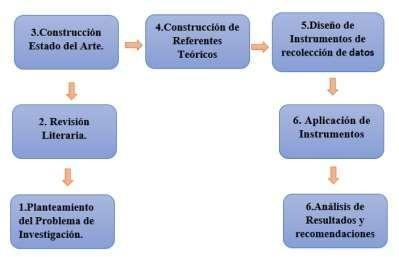 3.Construcción
Estado del Arte.
4.Construcción de
Referentes
Teóricos
5.Diseño de
Instrumentos de
recolección de datos
2. Revisión
Literaria.
6. Aplicación de
Instrumentos
1.Planteamiento
del Problema de
Investigación.
6.Análisis de
Resultados y
recomendaciones